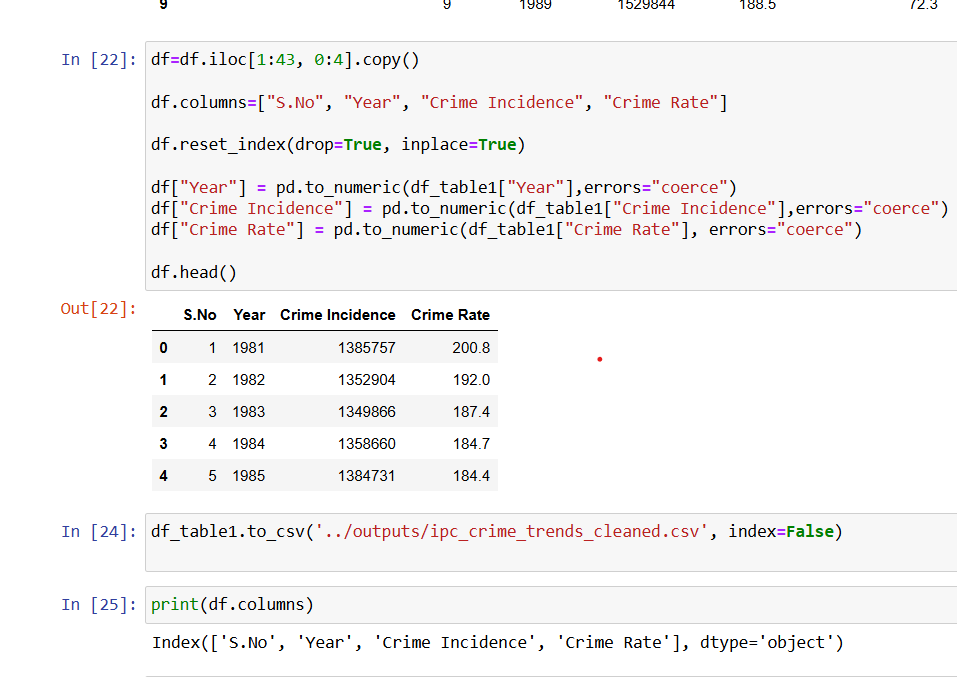 9 9 1989 1529844 188.5 72.3
In [22]: df=df.iloc[1:43, 0:4].copy()
df.columns=["S.No", "Year", "Crime Incidence", "Crime Rate"]
df.reset_index(drop=True, inplace=True)
df["Year"] = pd.to_numeric(df_table1["Year"],errors="coerce")
df["Crime Incidence"] = pd.to_numeric(df_table1["Crime Incidence"],errors="coerce")
df["Crime Rate"] = pd.to_numeric(df_table1["Crime Rate"], errors="coerce")
df.head()
Out[22]:
S.No Year Crime Incidence Crime Rate
0 1 1981 1385757 200.8
1 2 1982 1352904 192.0
2 3 1983 1349866 187.4
3 4 1984 1358660 184.7
4 5 1985 1384731 184.4
In [24]: df_table1.to_csv('../outputs/ipc_crime_trends_cleaned.csv', index=False)
In [25]: print(df.columns)
Index(['S.No', 'Year', 'Crime Incidence', 'Crime Rate'], dtype='object')